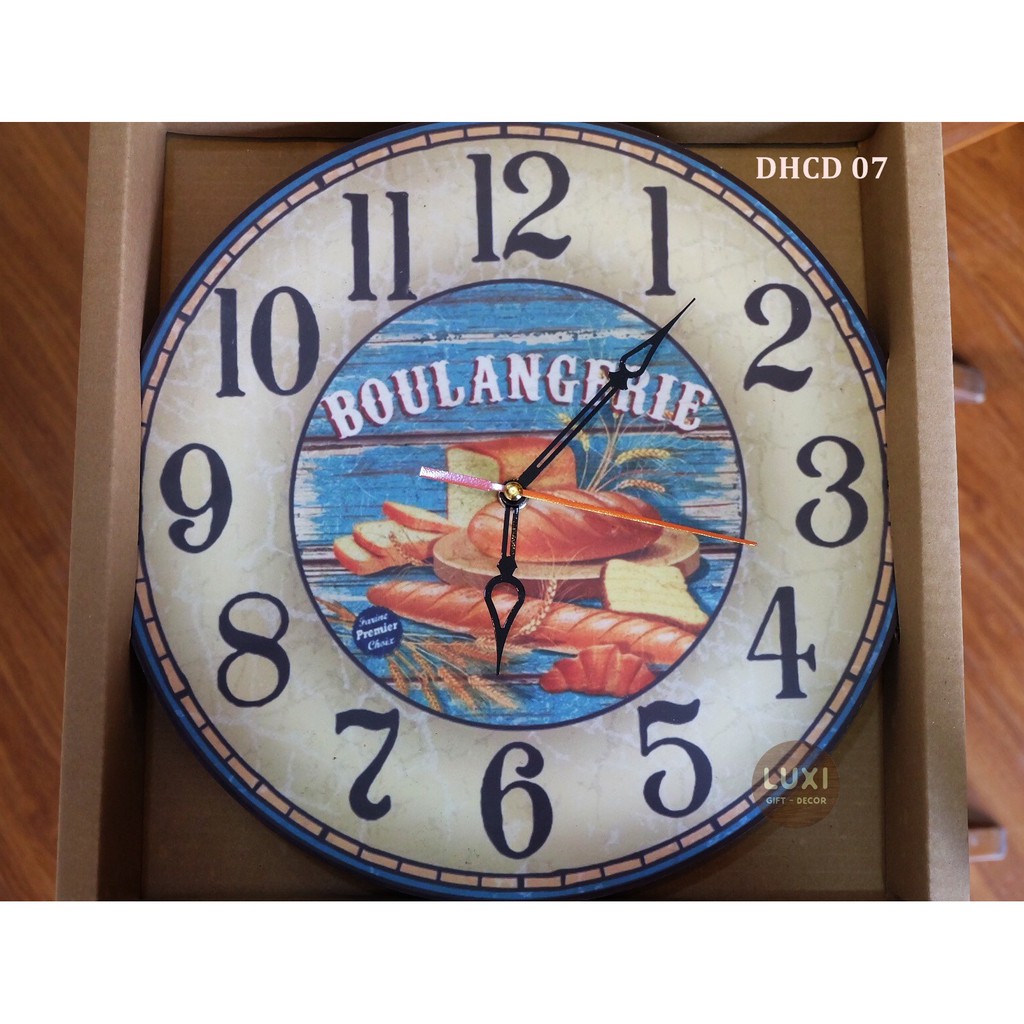 DHCD 07
12
1
2
3
4
5
6
7
8
9
10
11
BOULANGERIE
Farine
Premier
Choix
LUXI
GIFT - DECOR